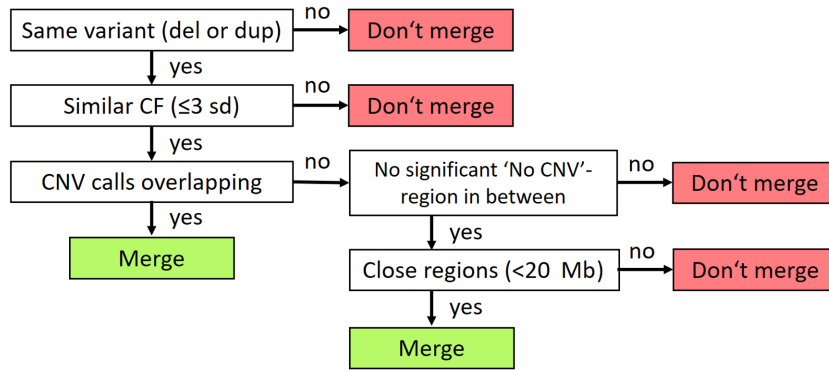 Same variant (del or dup)
no
Don‘t merge
yes
Similar CF (≤3 sd)
no
Don‘t merge
yes
CNV calls overlapping
no
No significant ‘No CNV’-
region in between
no
Don‘t merge
yes
Merge
yes
Close regions (<20  Mb)
no
Don‘t merge
yes
Merge